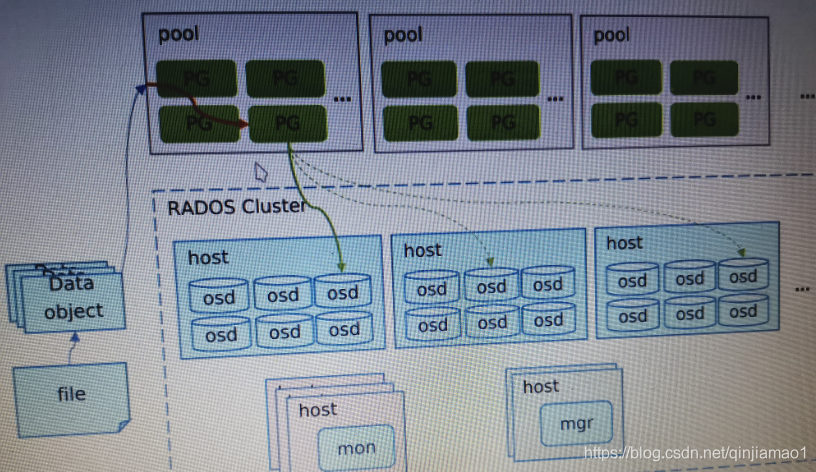 pool
pool
pool
PG PG ...
PG PG ...
PG PG ...
...
PG PG
PG PG
PG PG
RADOS Cluster
host
host
host
osd osd osd
osd osd osd
osd osd osd
osd osd osd
osd osd osd
osd osd osd
...
Data
object
file
host
mon
host
mgr
https://blog.csdn.net/qinjiamao1